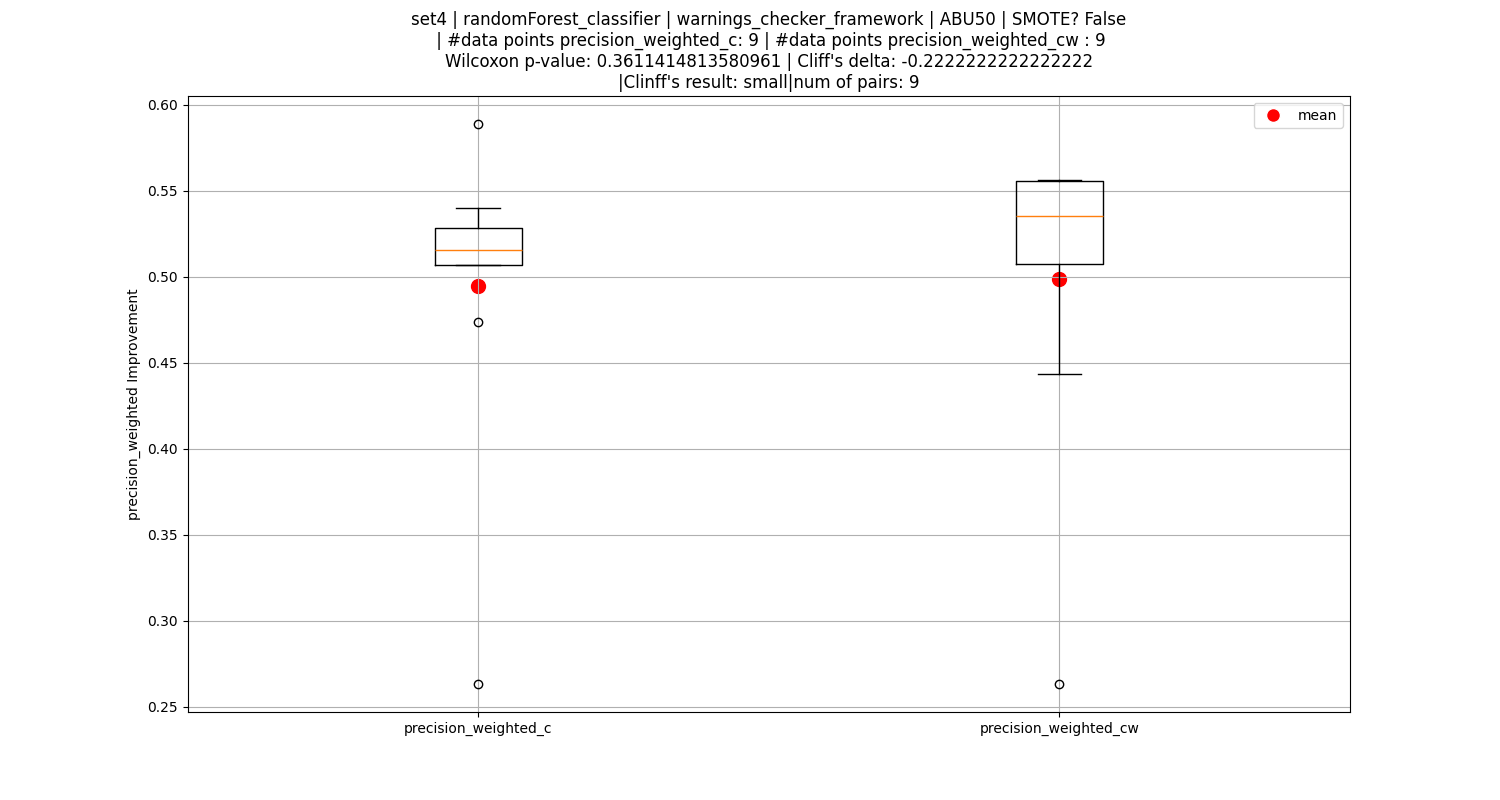 set4 | randomForest_classifier | warnings_checker_framework | ABU50 | SMOTE? False
| #data points precision_weighted_c: 9 | #data points precision_weighted_cw : 9
Wilcoxon p-value: 0.3611414813580961 | Cliff's delta: -0.2222222222222222
|Clinff's result: small|num of pairs: 9
mean
0.60
0.55
0.50
0.45
0.40
0.35
0.30
0.25
precision_weighted Improvement
precision_weighted_c
precision_weighted_cw